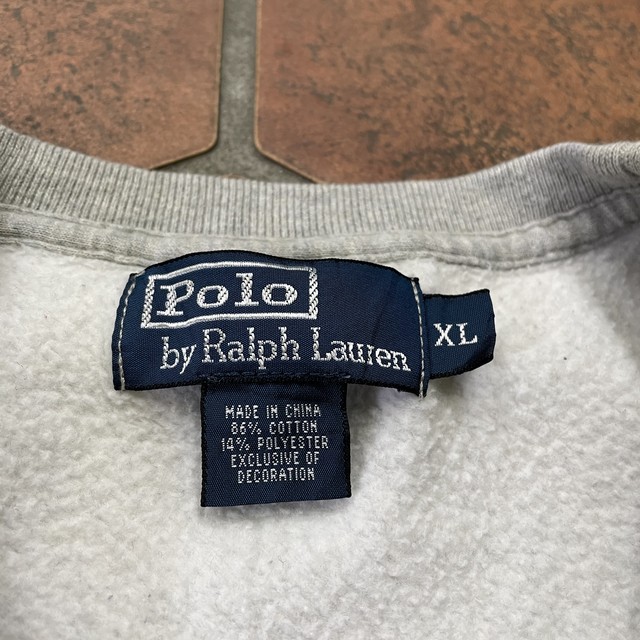 Polo
by Ralph Lauren
XL
MADE IN CHINA
86% COTTON
14% POLYESTER
EXCLUSIVE OF
DECORATION